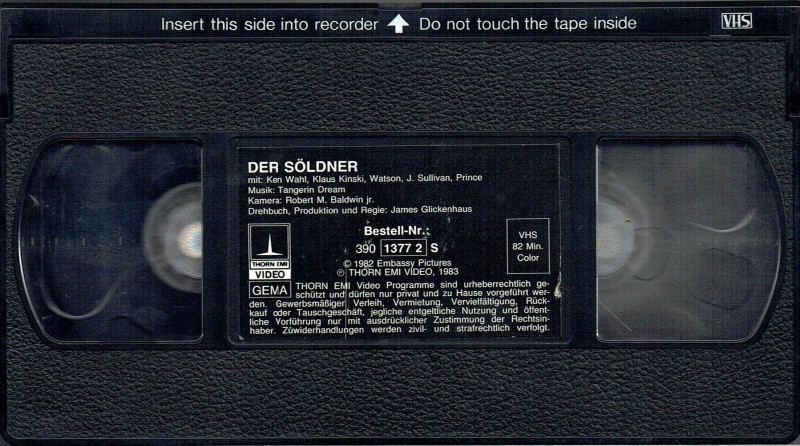 Insert this side into recorder Do not touch the tape inside
VHS
DER SÖLDNER
mit: Ken Wahl, Klaus Kinski, Watson, J. Sullivan, Prince
Musik: Tangerin Dream
Kamera: Robert M. Baldwin jr.
Drehbuch, Produktion und Regie: James Glickenhaus
Bestell-Nr.:
390 1377 2 S
© 1982 Embassy Pictures
℗ THORN EMI VIDEO, 1983
THORN EMI
VIDEO
VHS
82 Min.
Color
GEMA
THORN EMI Video Programme sind urheberrechtlich ge-
schützt und dürfen nur privat und zu Hause vorgeführt wer-
den. Gewerbsmäßiger Verleih, Vermietung, Vervielfältigung, Rück-
kauf oder Tauschgeschäft, jegliche entgeltliche Nutzung und öffent-
liche Vorführung nur mit ausdrücklicher Zustimmung der Rechtsin-
haber. Zuwiderhandlungen werden zivil- und strafrechtlich verfolgt.